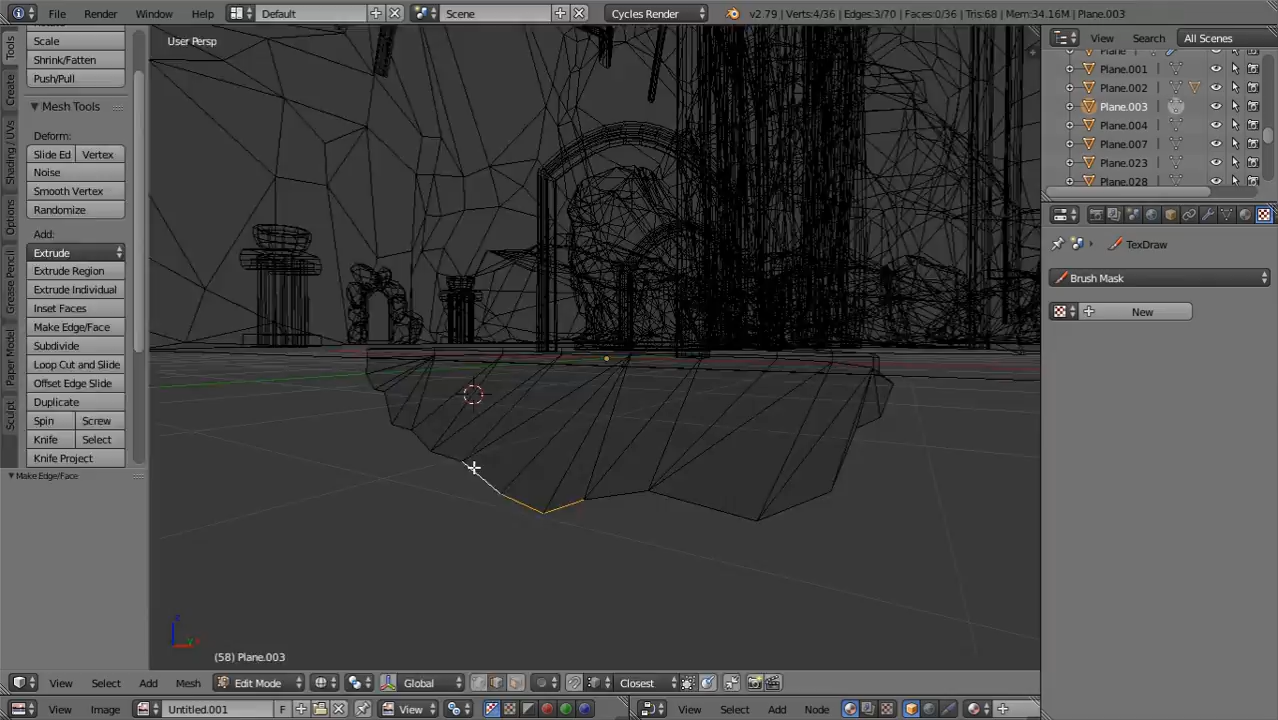 File Render Window Help Default Scene Cycles Render v2.79 | Verts:4/36 | Edges:3/70 | Faces:0/36 | Tris:68 | Mem:34.16M | Plane.003
User Persp
Scale
Shrink/Fatten
Push/Pull
Mesh Tools
Deform:
Slide Ed Vertex
Noise
Smooth Vertex
Randomize
Add:
Extrude
Extrude Region
Extrude Individual
Inset Faces
Make Edge/Face
Subdivide
Loop Cut and Slide
Offset Edge Slide
Duplicate
Spin Screw
Knife Select
Knife Project
Make Edge/Face
Tools
Create
Shading / UVs
Options
Grease Pencil
Paper Model
Sculpt
(58) Plane.003
View Select Add Mesh Edit Mode Global Closest
View Image Untitled.001 F View View Select Add Node
View Search All Scenes
Plane
Plane.001
Plane.002
Plane.003
Plane.004
Plane.007
Plane.023
Plane.028
TexDraw
Brush Mask
New